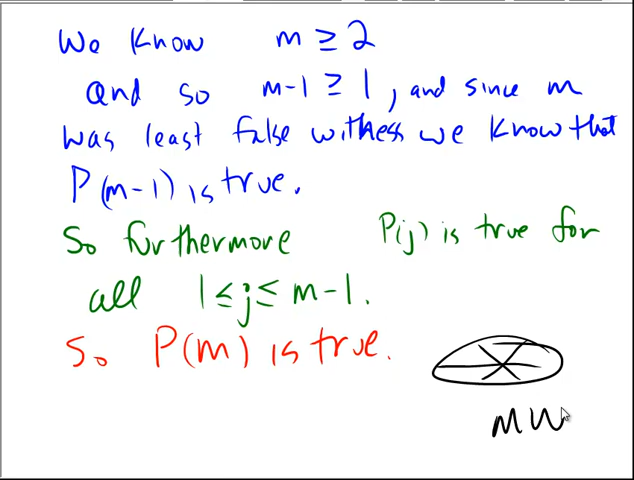 We know m ≥ 2
and so m-1 ≥ 1, and since m
was least false witness we know that
P(m-1) is true.
So furthermore P(j) is true for
all 1 ≤ j ≤ m-1.
So P(m) is true.
MW